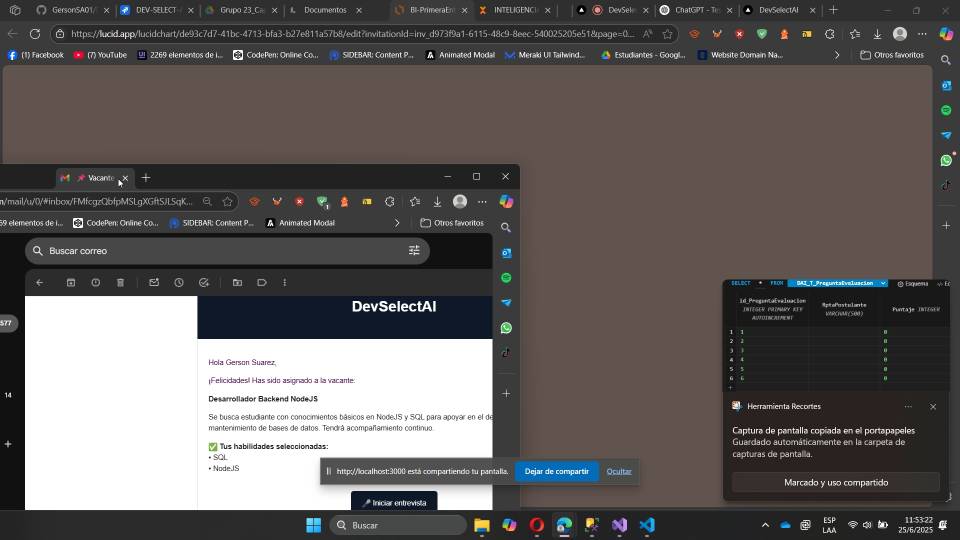 GersonSA01/
DEV-SELECT-
Grupo 23_Ca
Documentos
BI-PrimeraEnt
INTELIGENCI
DevSele
ChatGPT - Te
DevSelectAI
https://lucid.app/lucidchart/de93c7d7-41bc-4713-bfa3-b27e811a57b8/edit?invitationId=inv_d973f9a1-6115-48c9-8eec-540025205e51&page=0...
(1) Facebook
(7) YouTube
2269 elementos de i...
CodePen: Online Co...
SIDEBAR: Content P...
Animated Modal
Meraki UI Tailwind...
Estudiantes - Googl...
Website Domain Na...
Otros favoritos
Vacante
m/mail/u/0/#inbox/FMfcgzQbfpMSLgXGftSJLSqK...
69 elementos de i...
CodePen: Online Co...
SIDEBAR: Content P...
Animated Modal
Otros favoritos
Buscar correo
577
14
DevSelectAI
Hola Gerson Suarez,
¡Felicidades! Has sido asignado a la vacante:
Desarrollador Backend NodeJS
Se busca estudiante con conocimientos básicos en NodeJS y SQL para apoyar en el de
mantenimiento de bases de datos. Tendrá acompañamiento continuo.
✅ Tus habilidades seleccionadas:
• SQL
• NodeJS
🎤 Iniciar entrevista
http://localhost:3000 está compartiendo tu pantalla.
Dejar de compartir
Ocultar
SELECT * FROM DAI_T_PreguntaEvaluacion
Esquema
Id_PreguntaEvaluacion
INTEGER PRIMARY KEY
AUTOINCREMENT
RptaPostulante
VARCHAR(500)
Puntaje INTEGER
1 1 0
2 2 0
3 3 0
4 4 0
5 5 0
6 6 0
Herramienta Recortes
Captura de pantalla copiada en el portapapeles
Guardado automáticamente en la carpeta de
capturas de pantalla.
Marcado y uso compartido
Buscar
ESP
LAA
11:53:22
25/6/2025